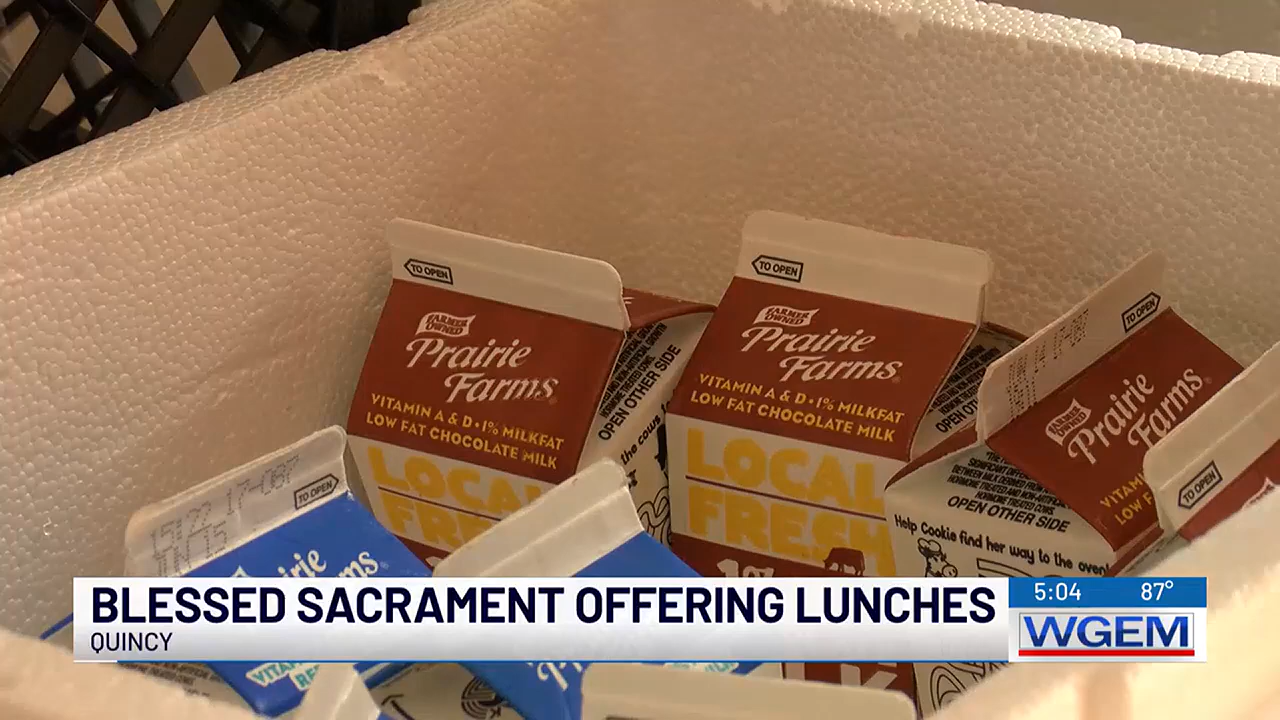 TO OPEN
FARMER OWNED
Prairie Farms
VITAMIN A & D • 1% MILKFAT
LOW FAT CHOCOLATE MILK
LOCAL
FRESH
OPEN OTHER SIDE
the cows
TO OPEN
FARMER OWNED
Prairie Farms
VITAMIN A & D • 1% MILKFAT
LOW FAT CHOCOLATE MILK
LOCAL
FRESH
1%
OPEN
TO OPEN
FARMER OWNED
Prairie Farms
OPEN OTHER SIDE
Help Cookie find her way to the oven!
TO OPEN
TO OPEN
BLESSED SACRAMENT OFFERING LUNCHES
QUINCY
5:04 87°
WGEM